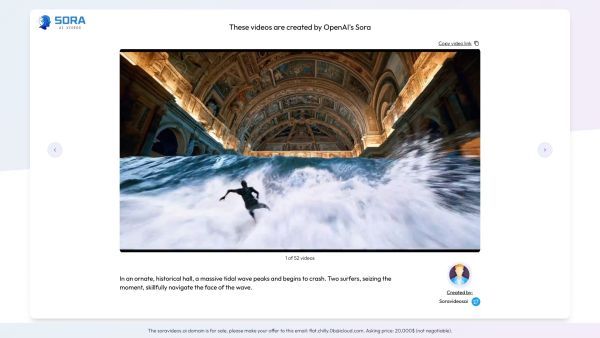 SORA
AI VIDEOS
These videos are created by OpenAI's Sora
Copy video link
1 of 52 videos
In an ornate, historical hall, a massive tidal wave peaks and begins to crash. Two surfers, seizing the
moment, skillfully navigate the face of the wave.
Created by:
Soravideosai
The soravideos.ai domain is for sale, please make your offer to this email: flat.chilly.0b@icloud.com. Asking price: 20,000$ (not negotiable).